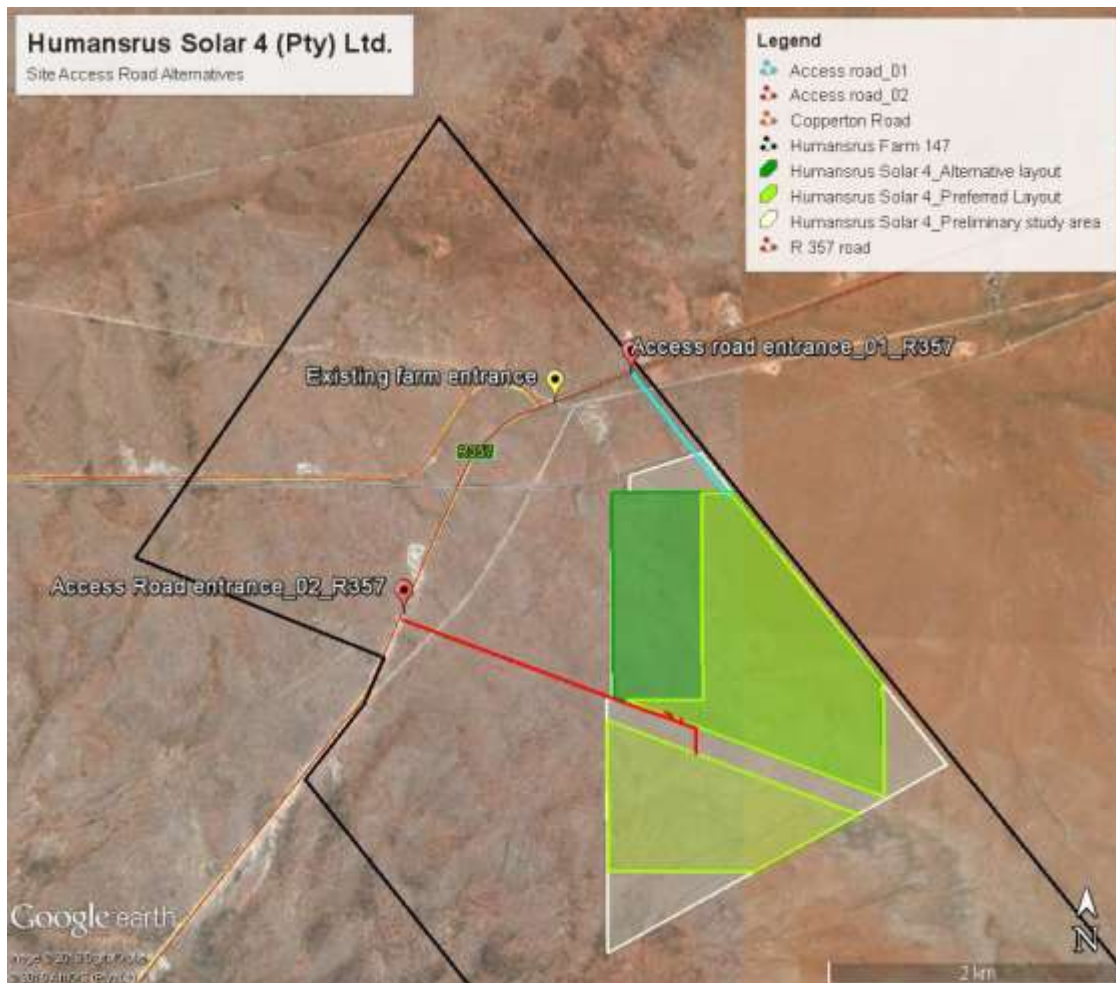 Humansrus Solar 4 (Pty) Ltd.
Site Access Road Alternatives
Legend
Access road_01
Access road_02
Copperton Road
Humansrus Farm 147
Humansrus Solar 4_Alternative layout
Humansrus Solar 4_Preferred Layout
Humansrus Solar 4_Preliminary study area
R 357 road
Access road entrance_01_R357
Existing farm entrance
R357
Access Road entrance_02_R357
Google earth
N
2 km